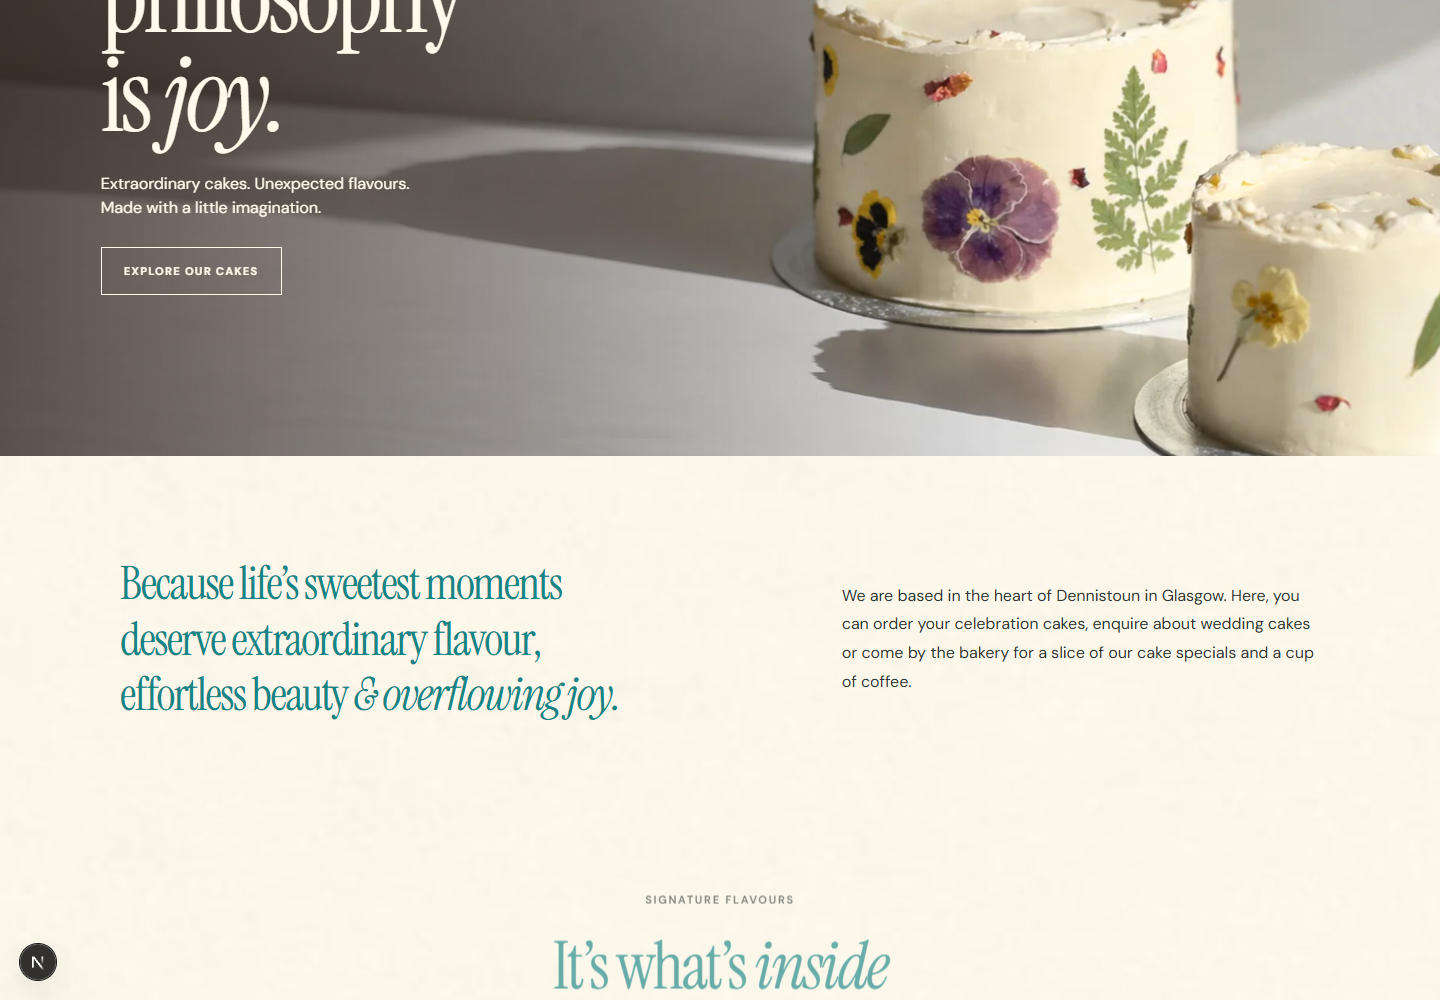 philosophy
is joy.
Extraordinary cakes. Unexpected flavours.
Made with a little imagination.
EXPLORE OUR CAKES
Because life’s sweetest moments
deserve extraordinary flavour,
effortless beauty & overflowing joy.
We are based in the heart of Dennistoun in Glasgow. Here, you
can order your celebration cakes, enquire about wedding cakes
or come by the bakery for a slice of our cake specials and a cup
of coffee.
SIGNATURE FLAVOURS
It’s what’s inside
N